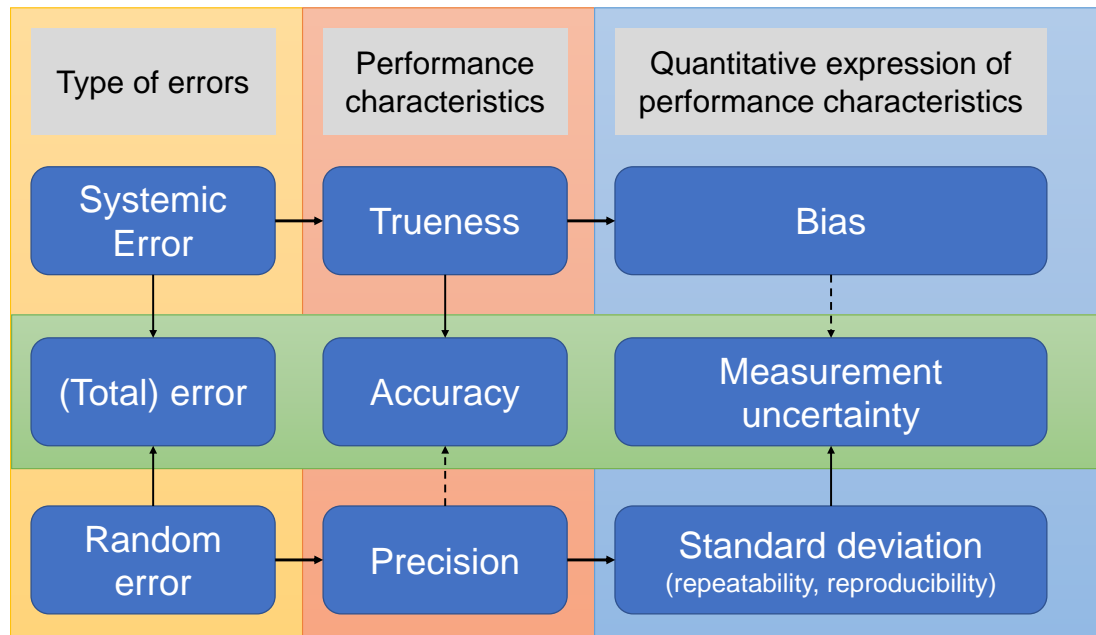 Type of errors
Performance
characteristics
Quantitative expression of
performance characteristics
Systemic
Error
Trueness
Bias
(Total) error
Accuracy
Measurement
uncertainty
Random
error
Precision
Standard deviation
(repeatability, reproducibility)